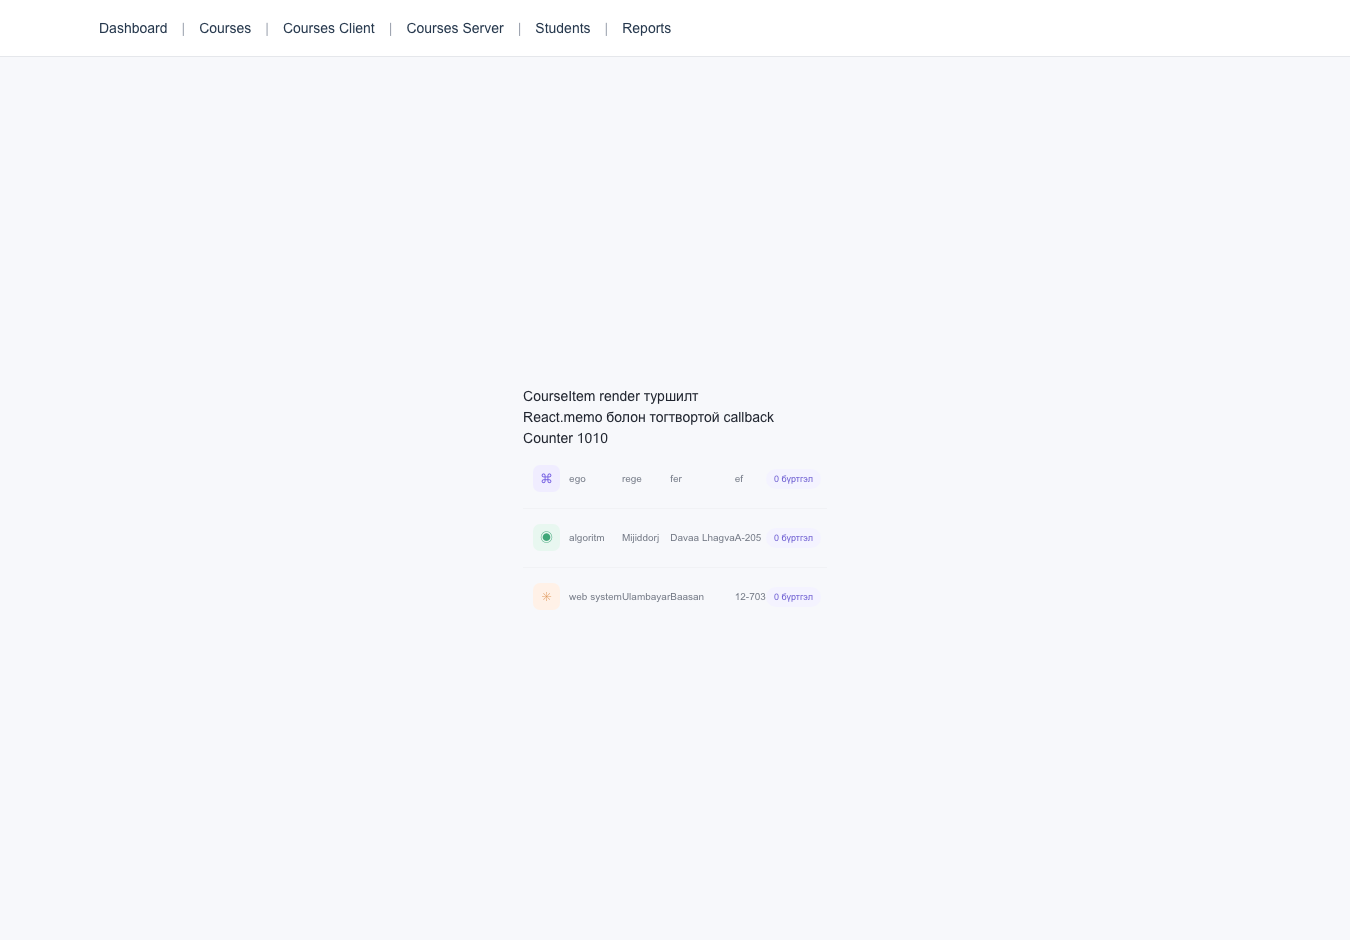 Dashboard | Courses | Courses Client | Courses Server | Students | Reports
CourseItem render туршилт
React.memo болон тогтвортой callback
Counter 1010
⌘ ego rege fer ef 0 бүртгэл
◉ algoritm Mijiddorj Davaa LhagvaA-205 0 бүртгэл
✳ web systemUlambayarBaasan 12-703 0 бүртгэл